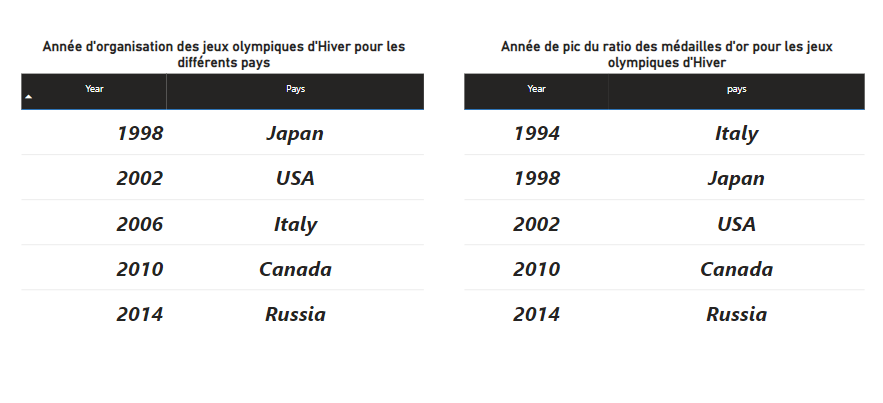 Année d'organisation des jeux olympiques d'Hiver pour les
différents pays
Year Pays
1998 Japan
2002 USA
2006 Italy
2010 Canada
2014 Russia
Année de pic du ratio des médailles d'or pour les jeux
olympiques d'Hiver
Year pays
1994 Italy
1998 Japan
2002 USA
2010 Canada
2014 Russia